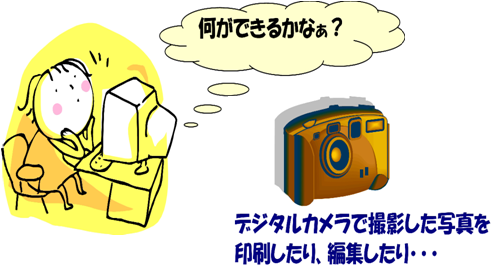 何ができるかなぁ？
デジタルカメラで撮影した写真を
印刷したり、編集したり・・・